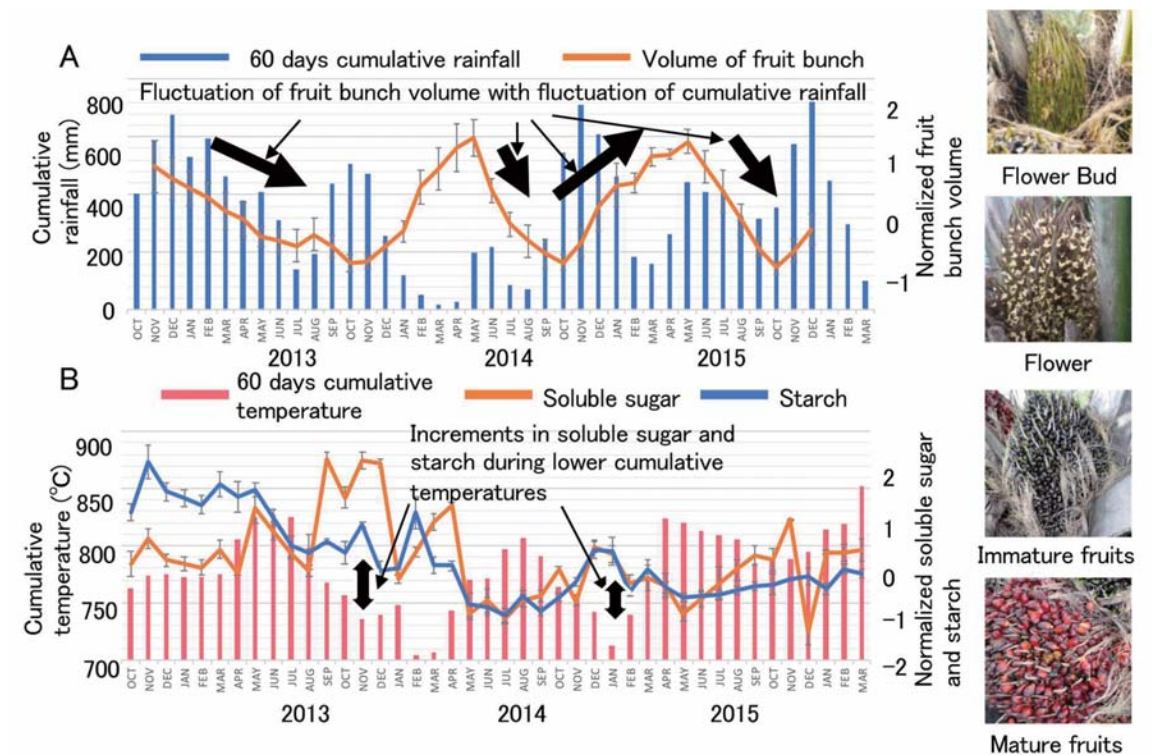 A
60 days cumulative rainfall
Volume of fruit bunch
Fluctuation of fruit bunch volume with fluctuation of cumulative rainfall
Cumulative
rainfall (mm)
800
600
400
200
0
2
1
0
−1
Normalized fruit
bunch volume
OCT NOV DEC JAN FEB MAR APR MAY JUN JUL AUG SEP OCT NOV DEC JAN FEB MAR APR MAY JUN JUL AUG SEP OCT NOV DEC JAN FEB MAR APR MAY JUN JUL AUG SEP OCT NOV DEC JAN FEB MAR
2013 2014 2015
B
60 days cumulative
temperature
Soluble sugar
Starch
Increments in soluble sugar and
starch during lower cumulative
temperatures
Cumulative
temperature (℃)
900
850
800
750
700
2
1
0
−1
−2
Normalized soluble sugar
and starch
OCT NOV DEC JAN FEB MAR APR MAY JUN JUL AUG SEP OCT NOV DEC JAN FEB MAR APR MAY JUN JUL AUG SEP OCT NOV DEC JAN FEB MAR APR MAY JUN JUL AUG SEP OCT NOV DEC JAN FEB MAR
2013 2014 2015
Flower Bud
Flower
Immature fruits
Mature fruits